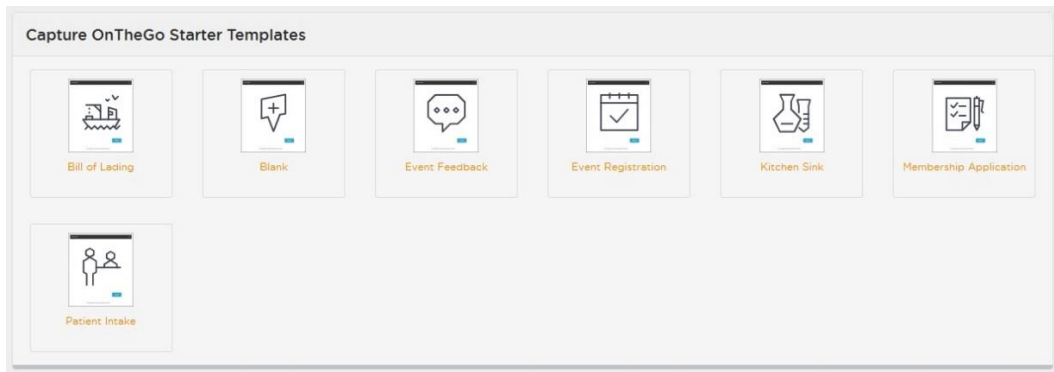 Capture OnTheGo Starter Templates
Bill of Lading
Blank
Event Feedback
Event Registration
Kitchen Sink
Membership Application
Patient Intake